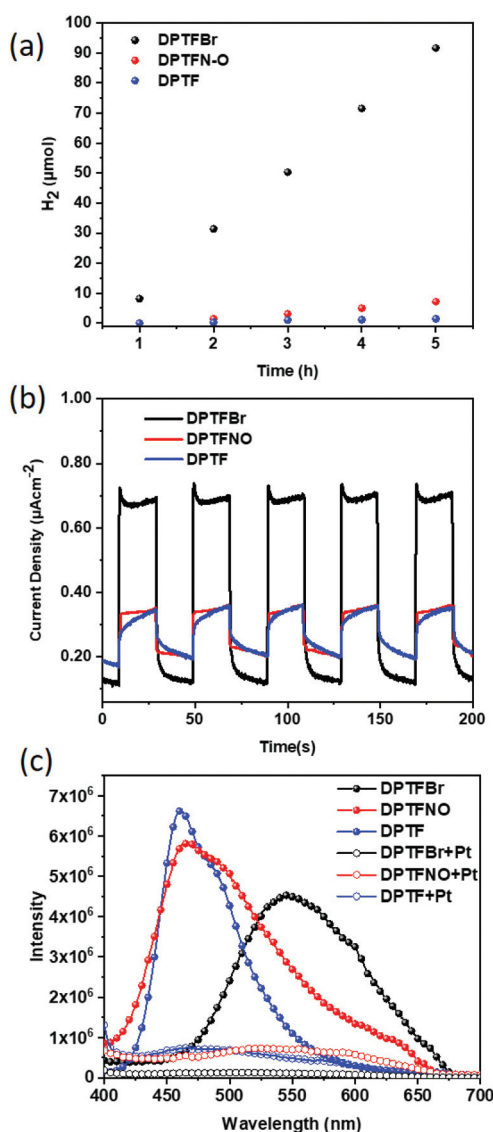 (a)
100
90
80
70
60
50
40
30
20
10
0
H2 (µmol)
DPTFBr
DPTFN-O
DPTF
1 2 3 4 5
Time (h)
(b)
1.00
0.80
0.60
0.40
0.20
Current Density (µAcm-2)
DPTFBr
DPTFNO
DPTF
0 50 100 150 200
Time(s)
(c)
7x10^6
6x10^6
5x10^6
4x10^6
3x10^6
2x10^6
1x10^6
0
Intensity
DPTFBr
DPTFNO
DPTF
DPTFBr+Pt
DPTFNO+Pt
DPTF+Pt
400 450 500 550 600 650 700
Wavelength (nm)